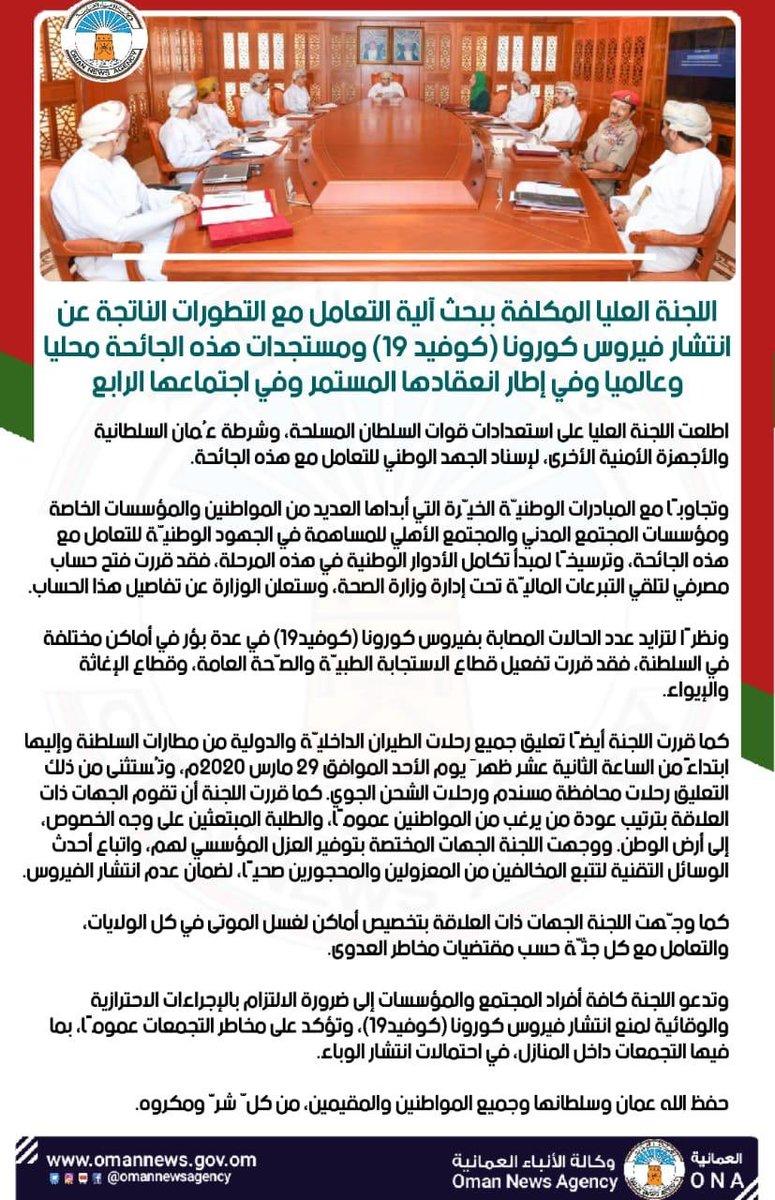 OMAN NEWS AGENCY
اللجنة العليا المكلفة ببحث آلية التعامل مع التطورات الناتجة عن
انتشار فيروس كورونا (كوفيد 19) ومستجدات هذه الجائحة محليا
وعالميا وفي إطار انعقادها المستمر وفي اجتماعها الرابع
اطلعت اللجنة العليا على استعدادات قوات السلطان المسلحة، وشرطة عُمان السلطانية
والأجهزة الأمنية الأخرى، لإسناد الجهد الوطني للتعامل مع هذه الجائحة.
وتجاوبًا مع المبادرات الوطنيّة الخيّرة التي أبداها العديد من المواطنين والمؤسسات الخاصة
ومؤسسات المجتمع المدني والمجتمع الأهلي للمساهمة في الجهود الوطنيّة للتعامل مع
هذه الجائحة، وترسيخًا لمبدأ تكامل الأدوار الوطنية في هذه المرحلة، فقد قررت فتح حساب
مصرفي لتلقي التبرعات الماليّة تحت إدارة وزارة الصحة، وستعلن الوزارة عن تفاصيل هذا الحساب.
ونظرًا لتزايد عدد الحالات المصابة بفيروس كورونا (كوفيد19) في عدة بؤر في أماكن مختلفة
في السلطنة، فقد قررت تفعيل قطاع الاستجابة الطبيّة والصّحة العامة، وقطاع الإغاثة
والإيواء.
كما قررت اللجنة أيضًا تعليق جميع رحلات الطيران الداخليّة والدولية من مطارات السلطنة وإليها
ابتداءً من الساعة الثانية عشر ظهرَ يوم الأحد الموافق 29 مارس 2020م، وتُستثنى من ذلك
التعليق رحلات محافظة مسندم ورحلات الشحن الجوي. كما قررت اللجنة أن تقوم الجهات ذات
العلاقة بترتيب عودة من يرغب من المواطنين عمومًا، والطلبة المبتعثين على وجه الخصوص،
إلى أرض الوطن. ووجهت اللجنة الجهات المختصة بتوفير العزل المؤسسي لهم، واتباع أحدث
الوسائل التقنية لتتبع المخالفين من المعزولين والمحجورين صحيًا، لضمان عدم انتشار الفيروس.
كما وجّهت اللجنة الجهات ذات العلاقة بتخصيص أماكن لغسل الموتى في كل الولايات،
والتعامل مع كل جثّة حسب مقتضيات مخاطر العدوى.
وتدعو اللجنة كافة أفراد المجتمع والمؤسسات إلى ضرورة الالتزام بالإجراءات الاحترازية
والوقائية لمنع انتشار فيروس كورونا (كوفيد19)، وتؤكد على مخاطر التجمعات عمومًا، بما
فيها التجمعات داخل المنازل، في احتمالات انتشار الوباء.
حفظ الله عمان وسلطانها وجميع المواطنين والمقيمين، من كلّ شرّ ومكروه.
العمانية
ONA
وكالة الأنباء العمانية
Oman News Agency
www.omannews.gov.om
@omannewsagency